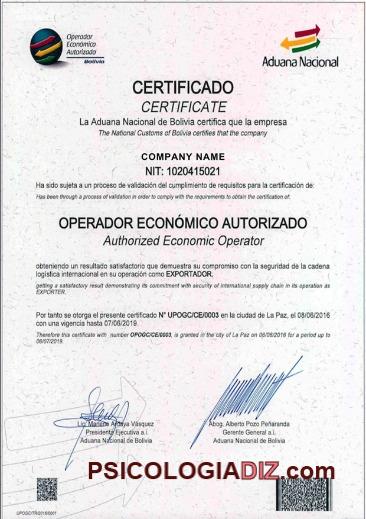 Operador
Económico
Autorizado
Bolivia
Aduana Nacional
CERTIFICADO
CERTIFICATE
La Aduana Nacional de Bolivia certifica que la empresa
The National Customs of Bolivia certifies that the company
COMPANY NAME
NIT: 1020415021
Ha sido sujeta a un proceso de validación del cumplimiento de requisitos para la certificación de:
Has been through a process of validation in order to comply with the requirements to obtain the certification of:
OPERADOR ECONÓMICO AUTORIZADO
Authorized Economic Operator
obteniendo un resultado satisfactorio que demuestra su compromiso con la seguridad de la cadena
logística internacional en su operación como EXPORTADOR.
getting a satisfactory result demonstrating its commitment with security of international supply chain in its operation as
EXPORTER.
Por tanto se otorga el presente certificado N° UPOGC/CE/0003 en la ciudad de La Paz, el 08/06/2016
con una vigencia hasta 07/06/2019.
Therefore this certificate with number UPOGC/CE/0003, is granted in the city of La Paz on 06/06/2016 for a period up to
06/07/2019.
Lic. Marlene Ardaya Vásquez
Presidenta Ejecutiva a.i.
Aduana Nacional de Bolivia
Abog. Alberto Pozo Peñaranda
Gerente General a.i.
Aduana Nacional de Bolivia
PSICOLOGIADIZ.com